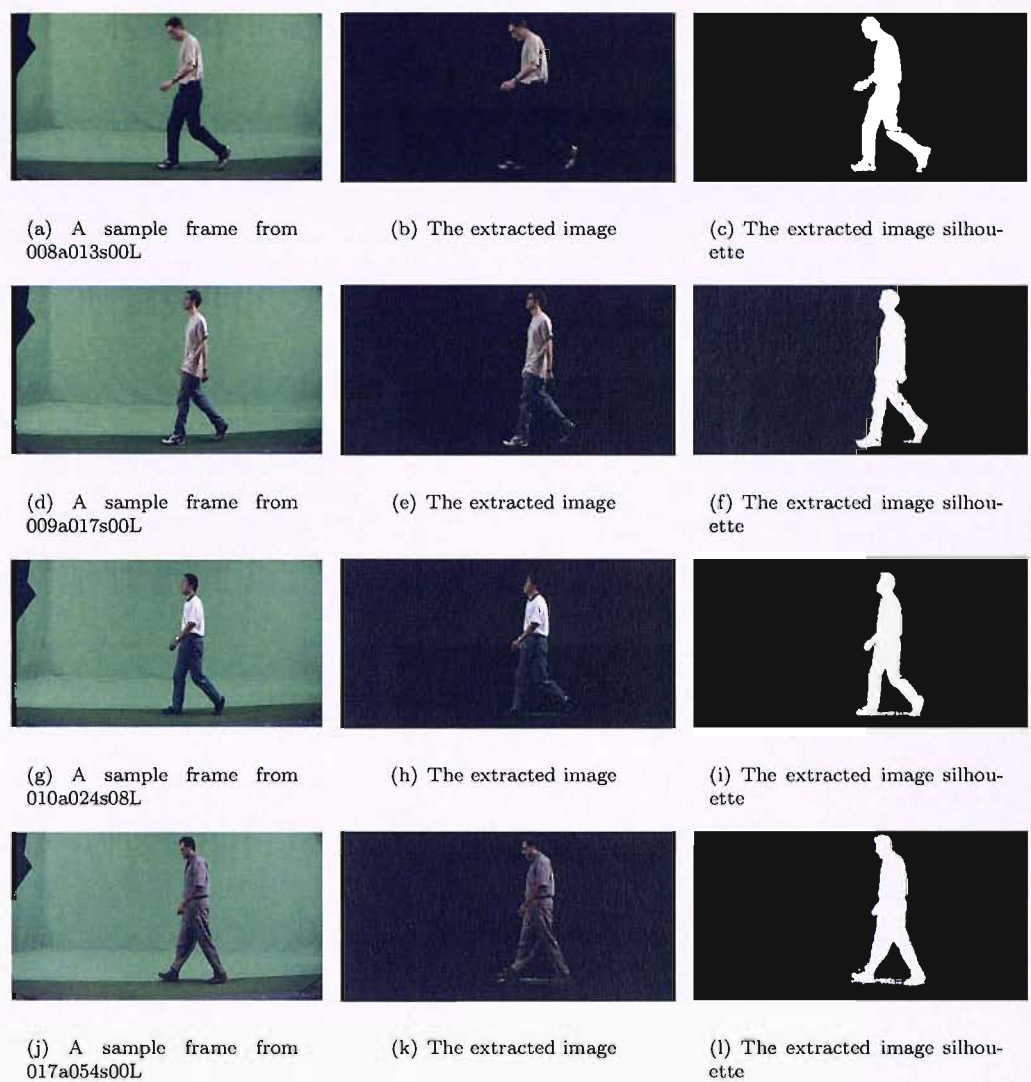 (a) A sample frame from
008a013s00L
(b) The extracted image
(c) The extracted image silhou-
ette
(d) A sample frame from
009a017s00L
(e) The extracted image
(f) The extracted image silhou-
ette
(g) A sample frame from
010a024s08L
(h) The extracted image
(i) The extracted image silhou-
ette
(j) A sample frame from
017a054s00L
(k) The extracted image
(l) The extracted image silhou-
ette